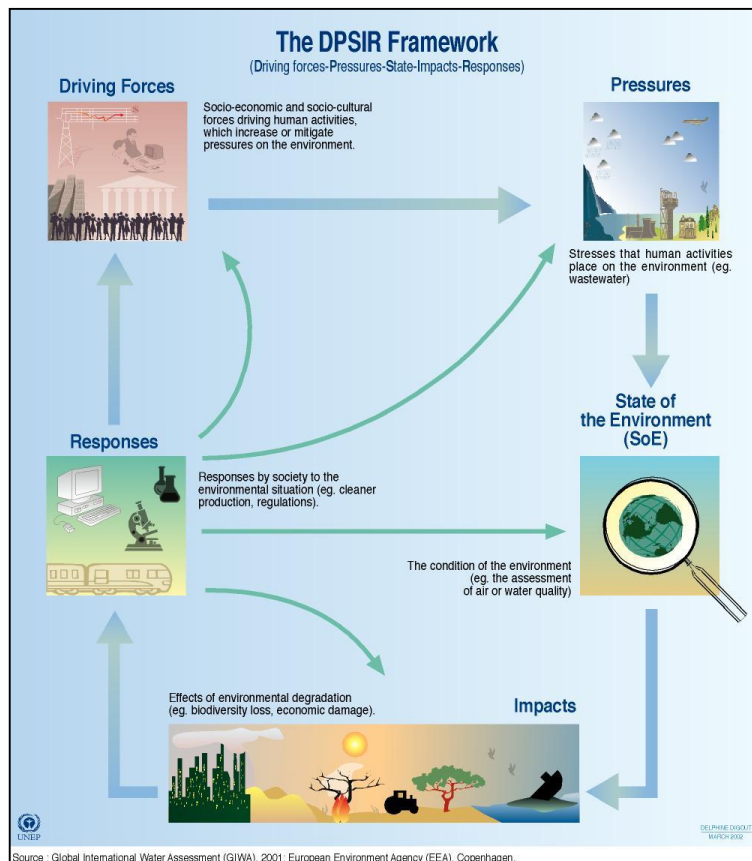 The DPSIR Framework
(Driving forces-Pressures-State-Impacts-Responses)
Driving Forces
Socio-economic and socio-cultural
forces driving human activities,
which increase or mitigate
pressures on the environment.
Pressures
Stresses that human activities
place on the environment (eg.
wastewater)
State of
the Environment
(SoE)
Responses
Responses by society to the
environmental situation (eg. cleaner
production, regulations).
The condition of the environment
(eg. the assessment
of air or water quality)
Effects of environmental degradation
(eg. biodiversity loss, economic damage).
Impacts
UNEP
DELPHINE DIGOUT
MARCH 2002
Source : Global International Water Assessment (GIWA), 2001; European Environment Agency (EEA), Copenhagen.